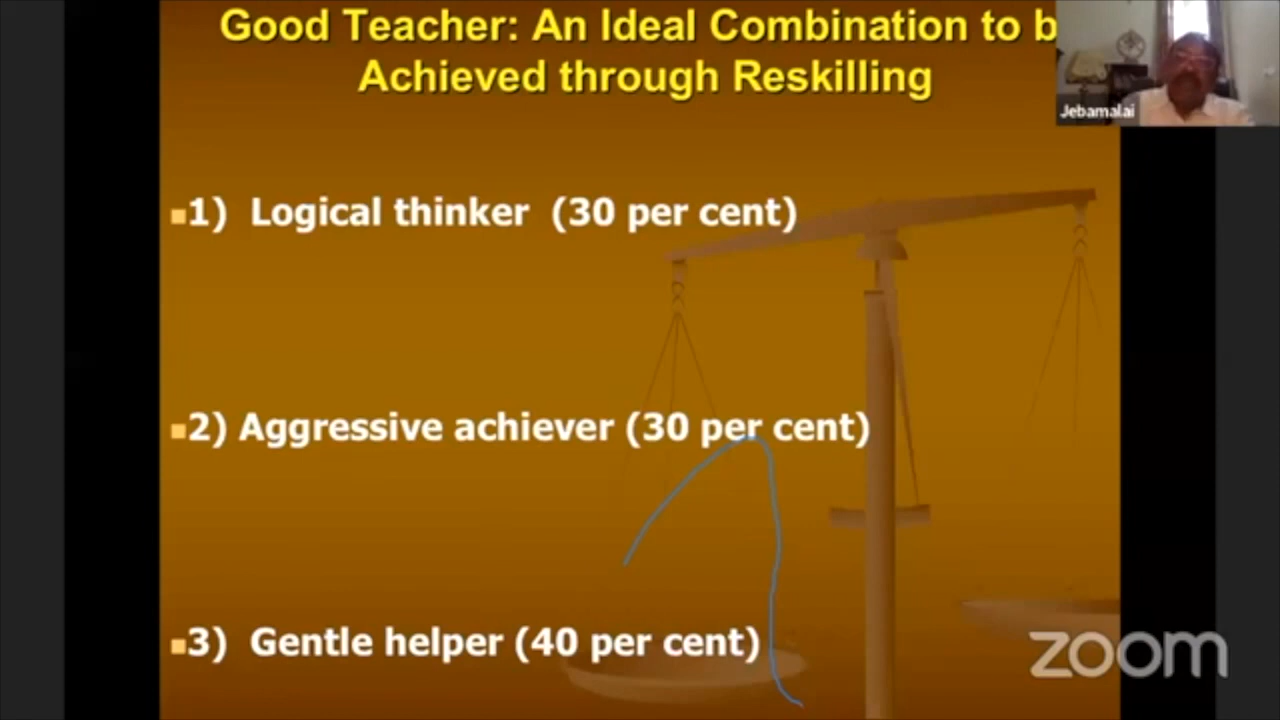 Good Teacher: An Ideal Combination to b
Achieved through Reskilling
Jebamalai
1) Logical thinker (30 per cent)
2) Aggressive achiever (30 per cent)
3) Gentle helper (40 per cent)
zoom